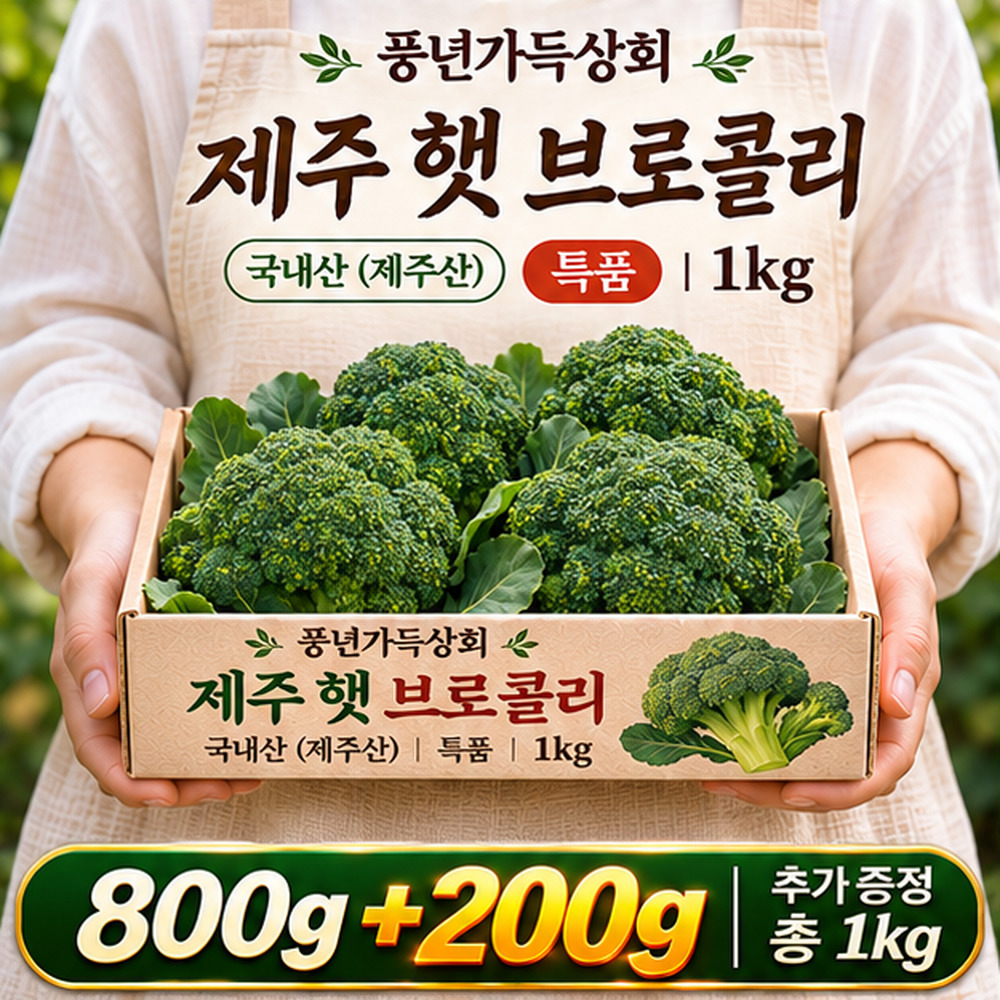 풍년가득상회
제주 햇 브로콜리
국내산 (제주산) 특품 | 1kg
풍년가득상회
제주 햇 브로콜리
국내산 (제주산) | 특품 | 1kg
800g+200g | 추가 증정
총 1kg